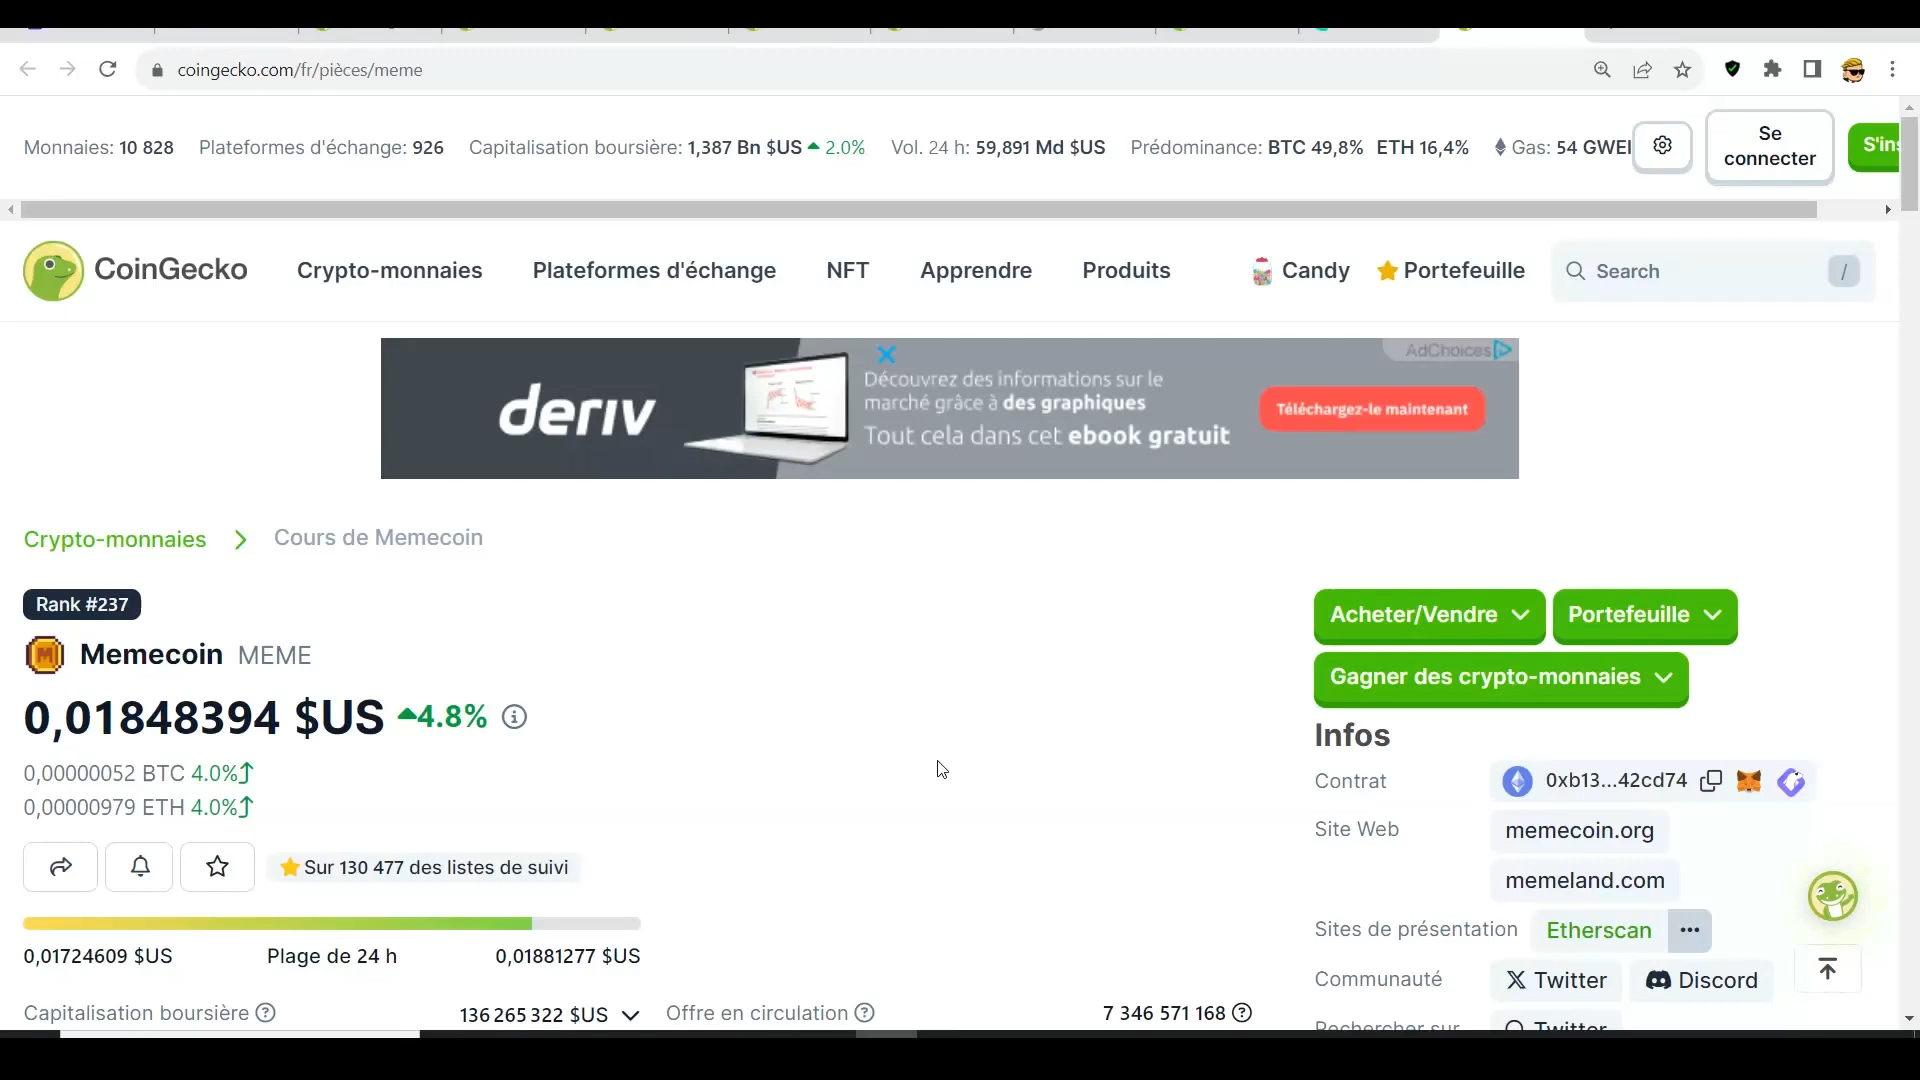 coingecko.com/fr/pièces/meme
Monnaies: 10 828 Plateformes d'échange: 926 Capitalisation boursière: 1,387 Bn $US 2.0% Vol. 24 h: 59,891 Md $US Prédominance: BTC 49,8% ETH 16,4% Gas: 54 GWEI
Se connecter
S'ins
CoinGecko Crypto-monnaies Plateformes d'échange NFT Apprendre Produits Candy Portefeuille Search /
AdChoices
deriv
Découvrez des informations sur le
marché grâce à des graphiques
Tout cela dans cet ebook gratuit
Téléchargez-le maintenant
Crypto-monnaies Cours de Memecoin
Rank #237
Memecoin MEME
0,01848394 $US 4.8%
0,00000052 BTC 4.0%
0,00000979 ETH 4.0%
Sur 130 477 des listes de suivi
0,01724609 $US Plage de 24 h 0,01881277 $US
Capitalisation boursière 136 265 322 $US Offre en circulation 7 346 571 168
Acheter/Vendre Portefeuille
Gagner des crypto-monnaies
Infos
Contrat 0xb13...42cd74
Site Web memecoin.org
memeland.com
Sites de présentation Etherscan ...
Communauté Twitter Discord
Rechercher sur Twitter